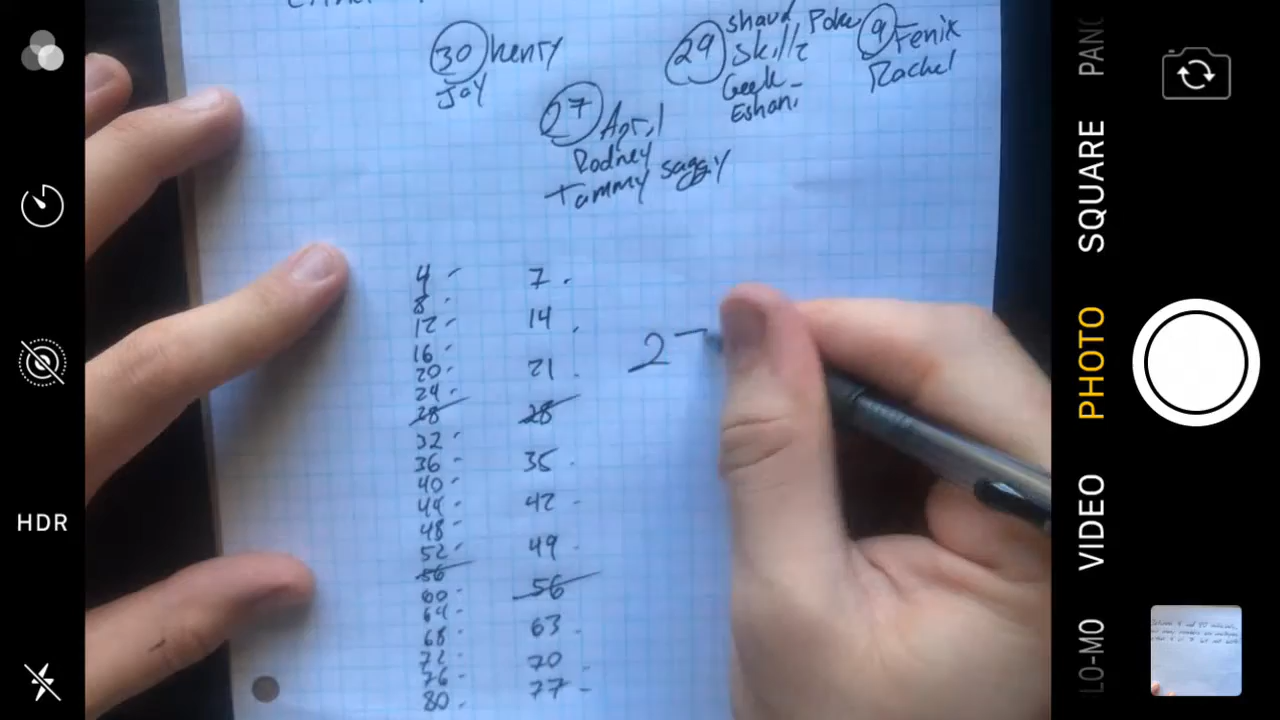 30 Henry
Joy
27 April
Rodney
Tammy saggy
29 shaud Poke
Skillz
Geek-
Eshani
9 Fenix
Rachel
4
8
12
16
20
24
28
32
36
40
44
48
52
56
60
64
68
72
76
80
7
14
21
28
35
42
49
56
63
70
77
2
HDR
LO-MO
VIDEO
PHOTO
SQUARE
PANO